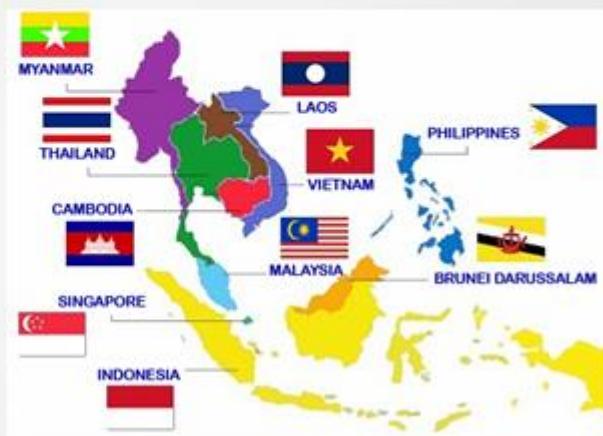 MYANMAR
LAOS
THAILAND
PHILIPPINES
VIETNAM
CAMBODIA
MALAYSIA
BRUNEI DARUSSALAM
SINGAPORE
INDONESIA